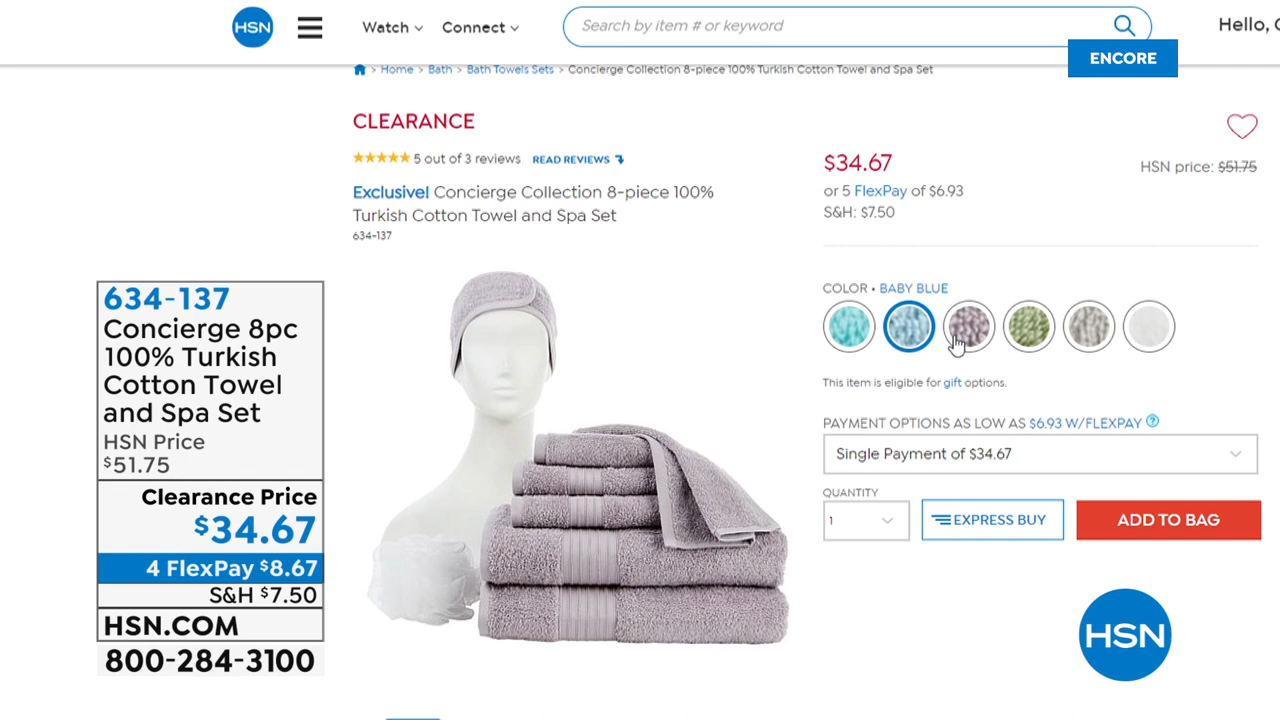 HSN
Watch
Connect
Search by item # or keyword
Hello,
ENCORE
> Home > Bath > Bath Towels Sets > Concierge Collection 8-piece 100% Turkish Cotton Towel and Spa Set
CLEARANCE
5 out of 3 reviews READ REVIEWS
Exclusive! Concierge Collection 8-piece 100%
Turkish Cotton Towel and Spa Set
634-137
$34.67
HSN price: $51.75
or 5 FlexPay of $6.93
S&H: $7.50
COLOR • BABY BLUE
This item is eligible for gift options.
PAYMENT OPTIONS AS LOW AS $6.93 W/FLEXPAY ?
Single Payment of $34.67
QUANTITY
1
EXPRESS BUY
ADD TO BAG
634-137
Concierge 8pc
100% Turkish
Cotton Towel
and Spa Set
HSN Price
$51.75
Clearance Price
$34.67
4 FlexPay $8.67
S&H $7.50
HSN.COM
800-284-3100
HSN